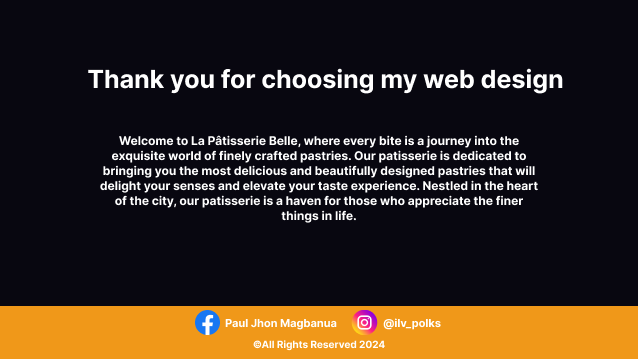 Thank you for choosing my web design
Welcome to La Pâtisserie Belle, where every bite is a journey into the
exquisite world of finely crafted pastries. Our patisserie is dedicated to
bringing you the most delicious and beautifully designed pastries that will
delight your senses and elevate your taste experience. Nestled in the heart
of the city, our patisserie is a haven for those who appreciate the finer
things in life.
Paul Jhon Magbanua @ilv_polks
©All Rights Reserved 2024